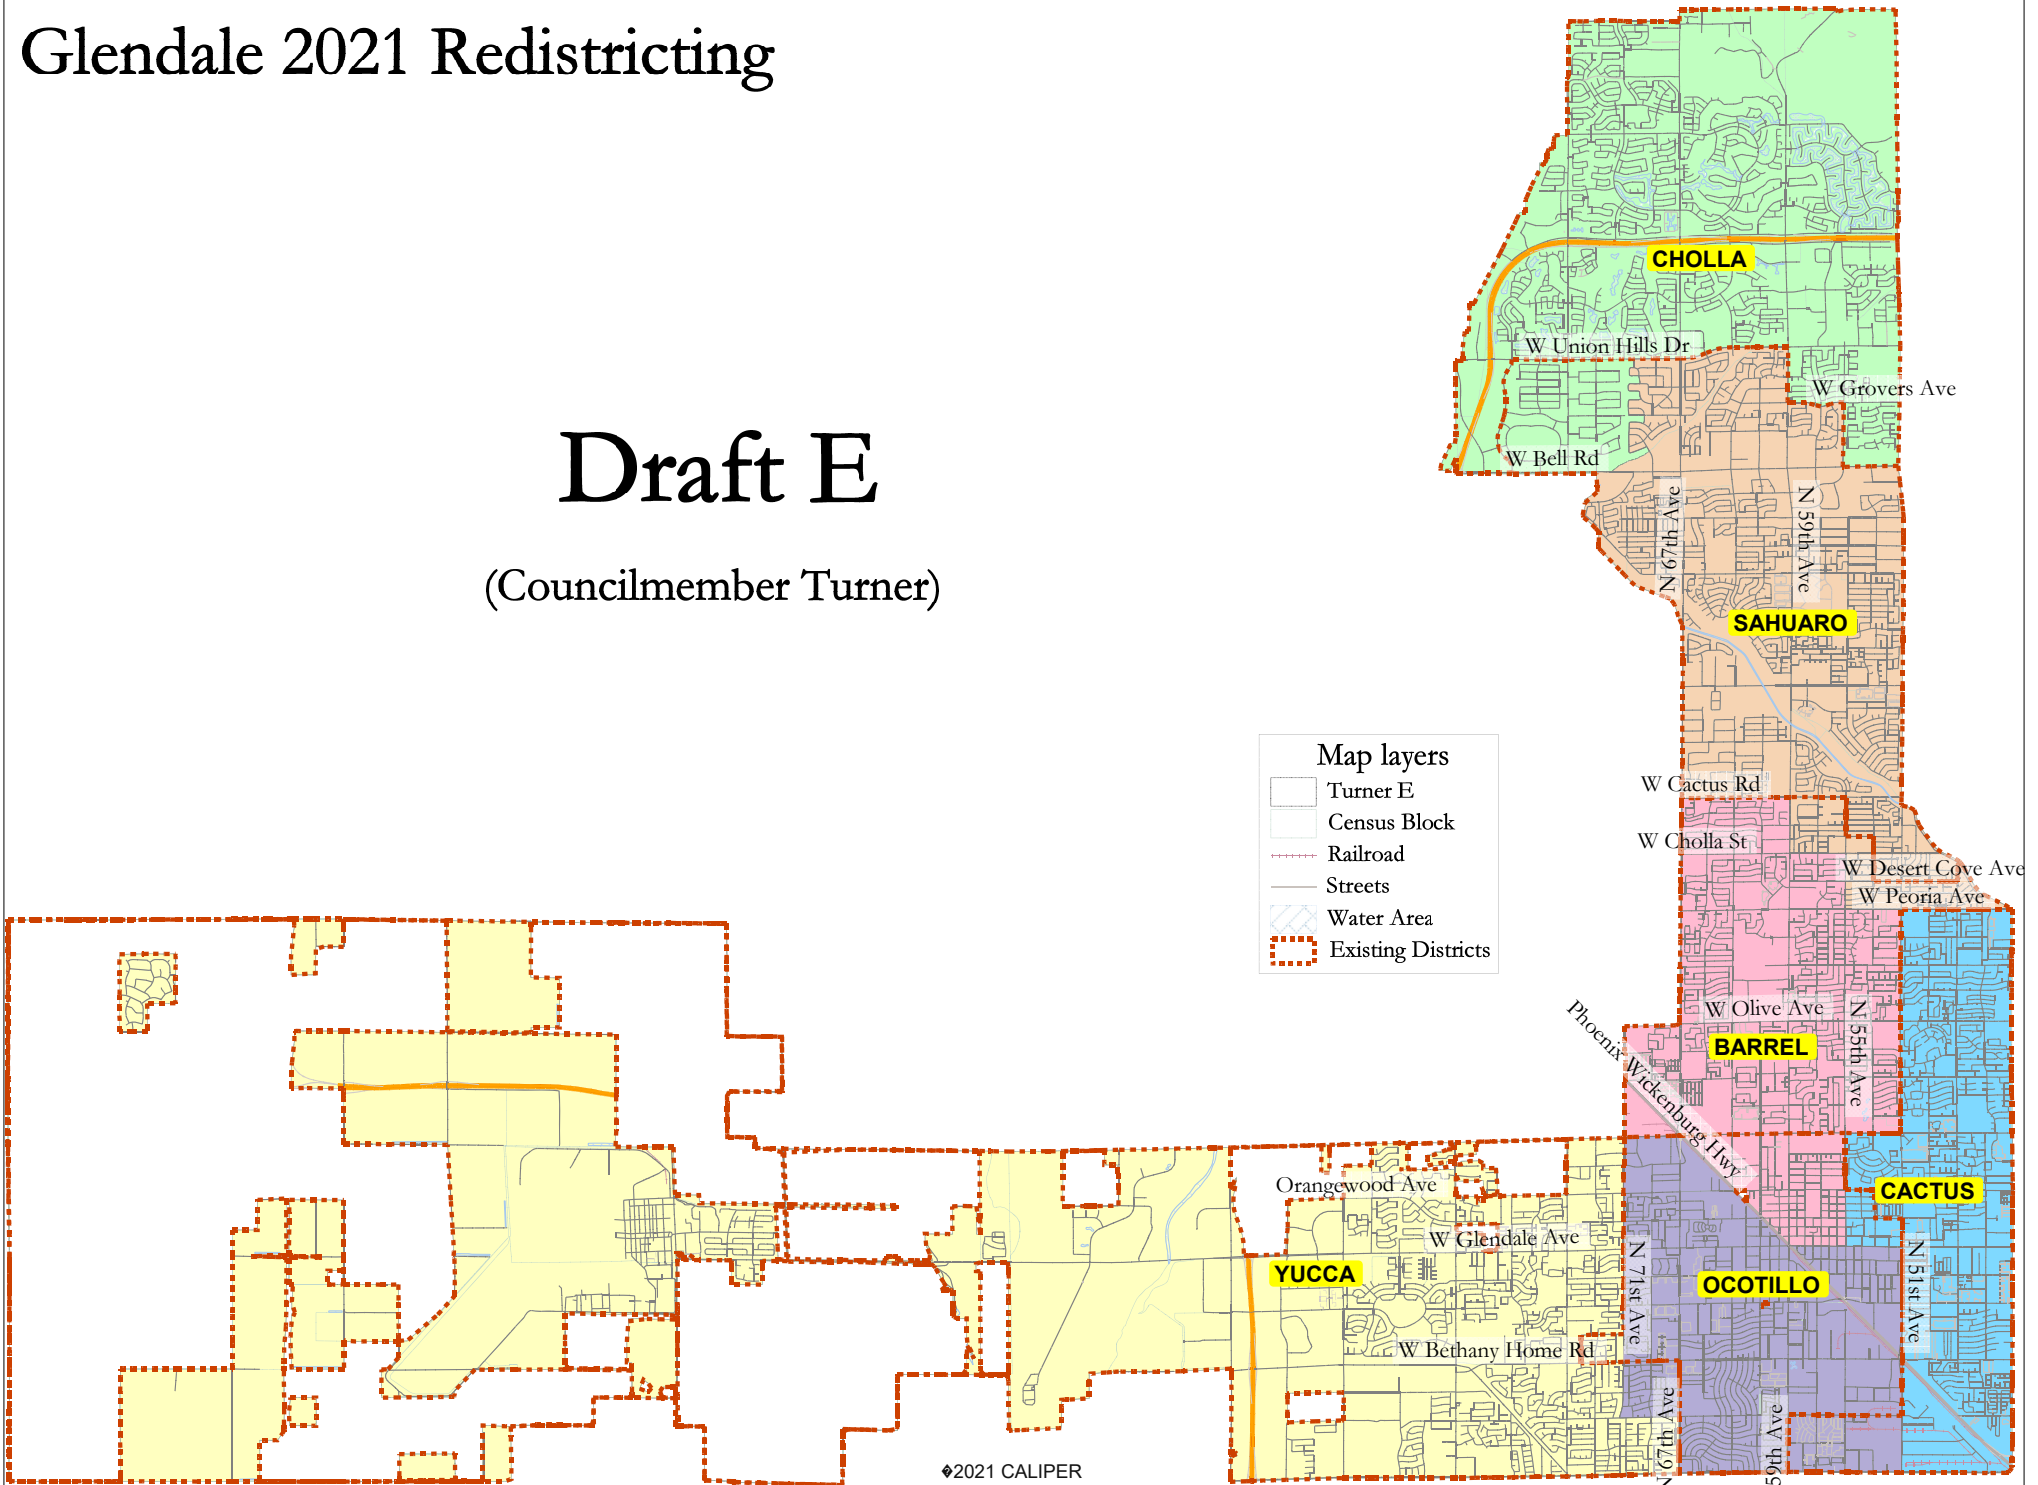 Glendale 2021 Redistricting
Draft E
(Councilmember Turner)
CHOLLA
W Union Hills Dr
W Grovers Ave
W Bell Rd
N 67th Ave
N 59th Ave
SAHUARO
Map layers
Turner E
Census Block
Railroad
Streets
Water Area
Existing Districts
W Cactus Rd
W Cholla St
W Desert Cove Ave
W Peoria Ave
W Olive Ave
N 55th Ave
BARREL
Phoenix Wickenburg Hwy
Orangewood Ave
CACTUS
W Glendale Ave
YUCCA
OCOTILLO
N 71st Ave
N 51st Ave
W Bethany Home Rd
N 67th Ave
59th Ave
�2021 CALIPER